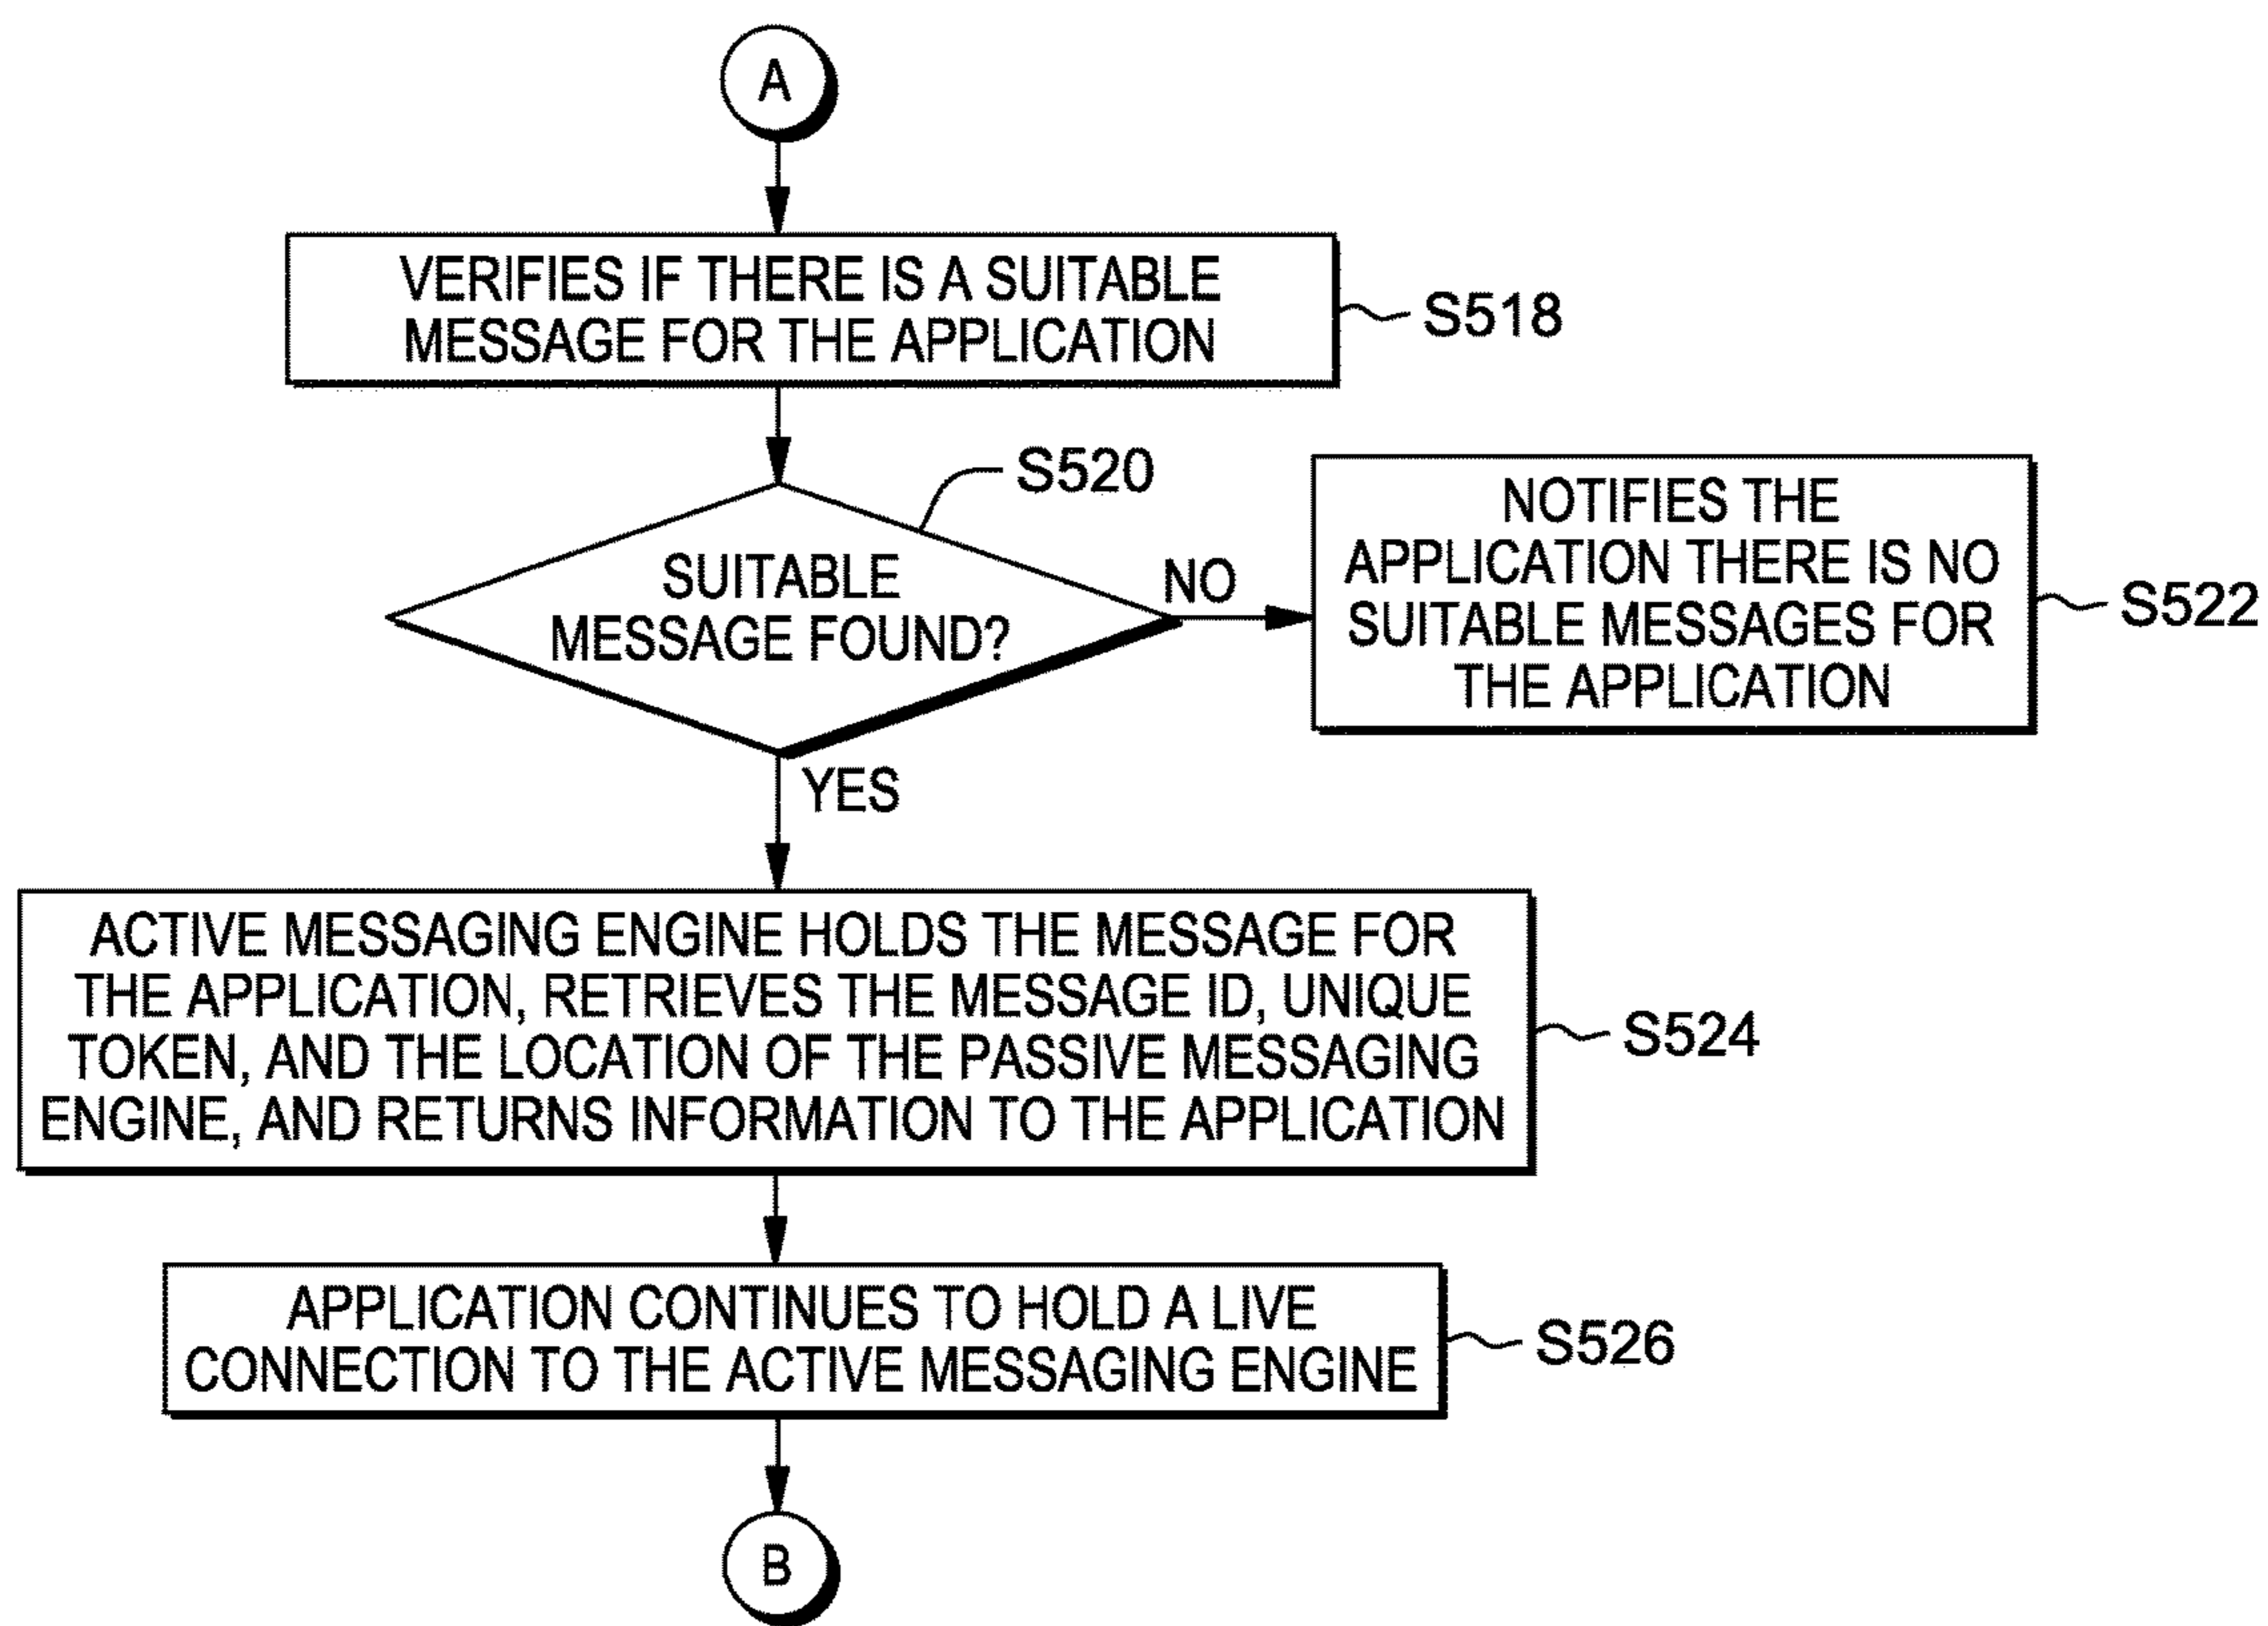 A
VERIFIES IF THERE IS A SUITABLE
MESSAGE FOR THE APPLICATION
S518
S520
SUITABLE
MESSAGE FOUND?
NO
NOTIFIES THE
APPLICATION THERE IS NO
SUITABLE MESSAGES FOR
THE APPLICATION
S522
YES
ACTIVE MESSAGING ENGINE HOLDS THE MESSAGE FOR
THE APPLICATION, RETRIEVES THE MESSAGE ID, UNIQUE
TOKEN, AND THE LOCATION OF THE PASSIVE MESSAGING
ENGINE, AND RETURNS INFORMATION TO THE APPLICATION
S524
APPLICATION CONTINUES TO HOLD A LIVE
CONNECTION TO THE ACTIVE MESSAGING ENGINE
S526
B